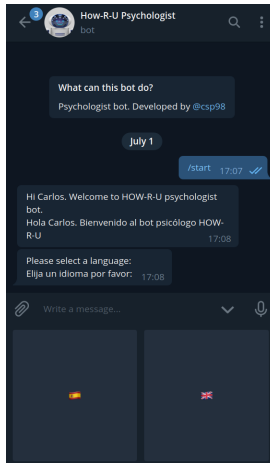 3
How-R-U Psychologist
bot
What can this bot do?
Psychologist bot. Developed by @csp98
July 1
/start 17:07
Hi Carlos. Welcome to HOW-R-U psychologist
bot.
Hola Carlos. Bienvenido al bot psicólogo HOW-
R-U
17:08
Please select a language:
Elija un idioma por favor: 17:08
Write a message...